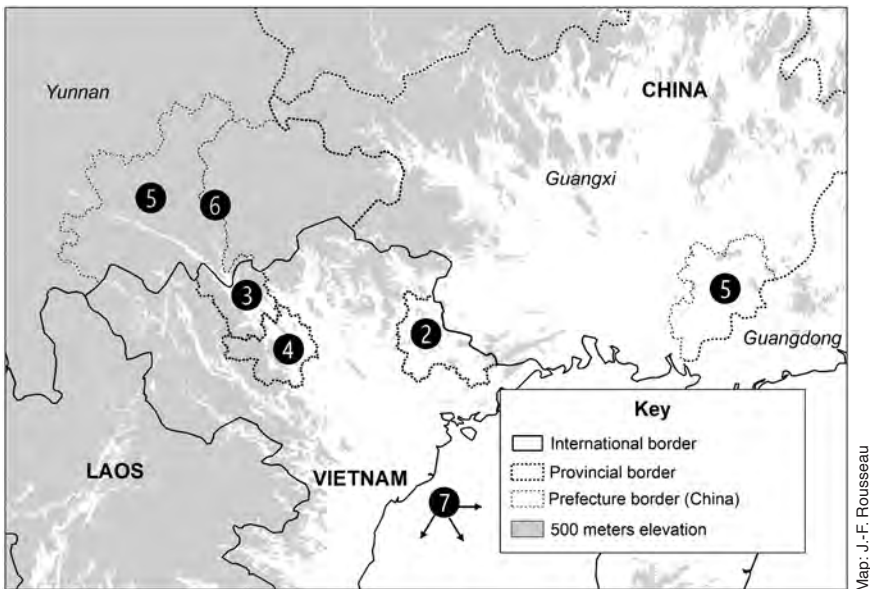 Yunnan
CHINA
Guangxi
5
6
3
5
2
4
Guangdong
Key
International border
Provincial border
Prefecture border (China)
500 meters elevation
LAOS
VIETNAM
7
Map: J.-F. Rousseau